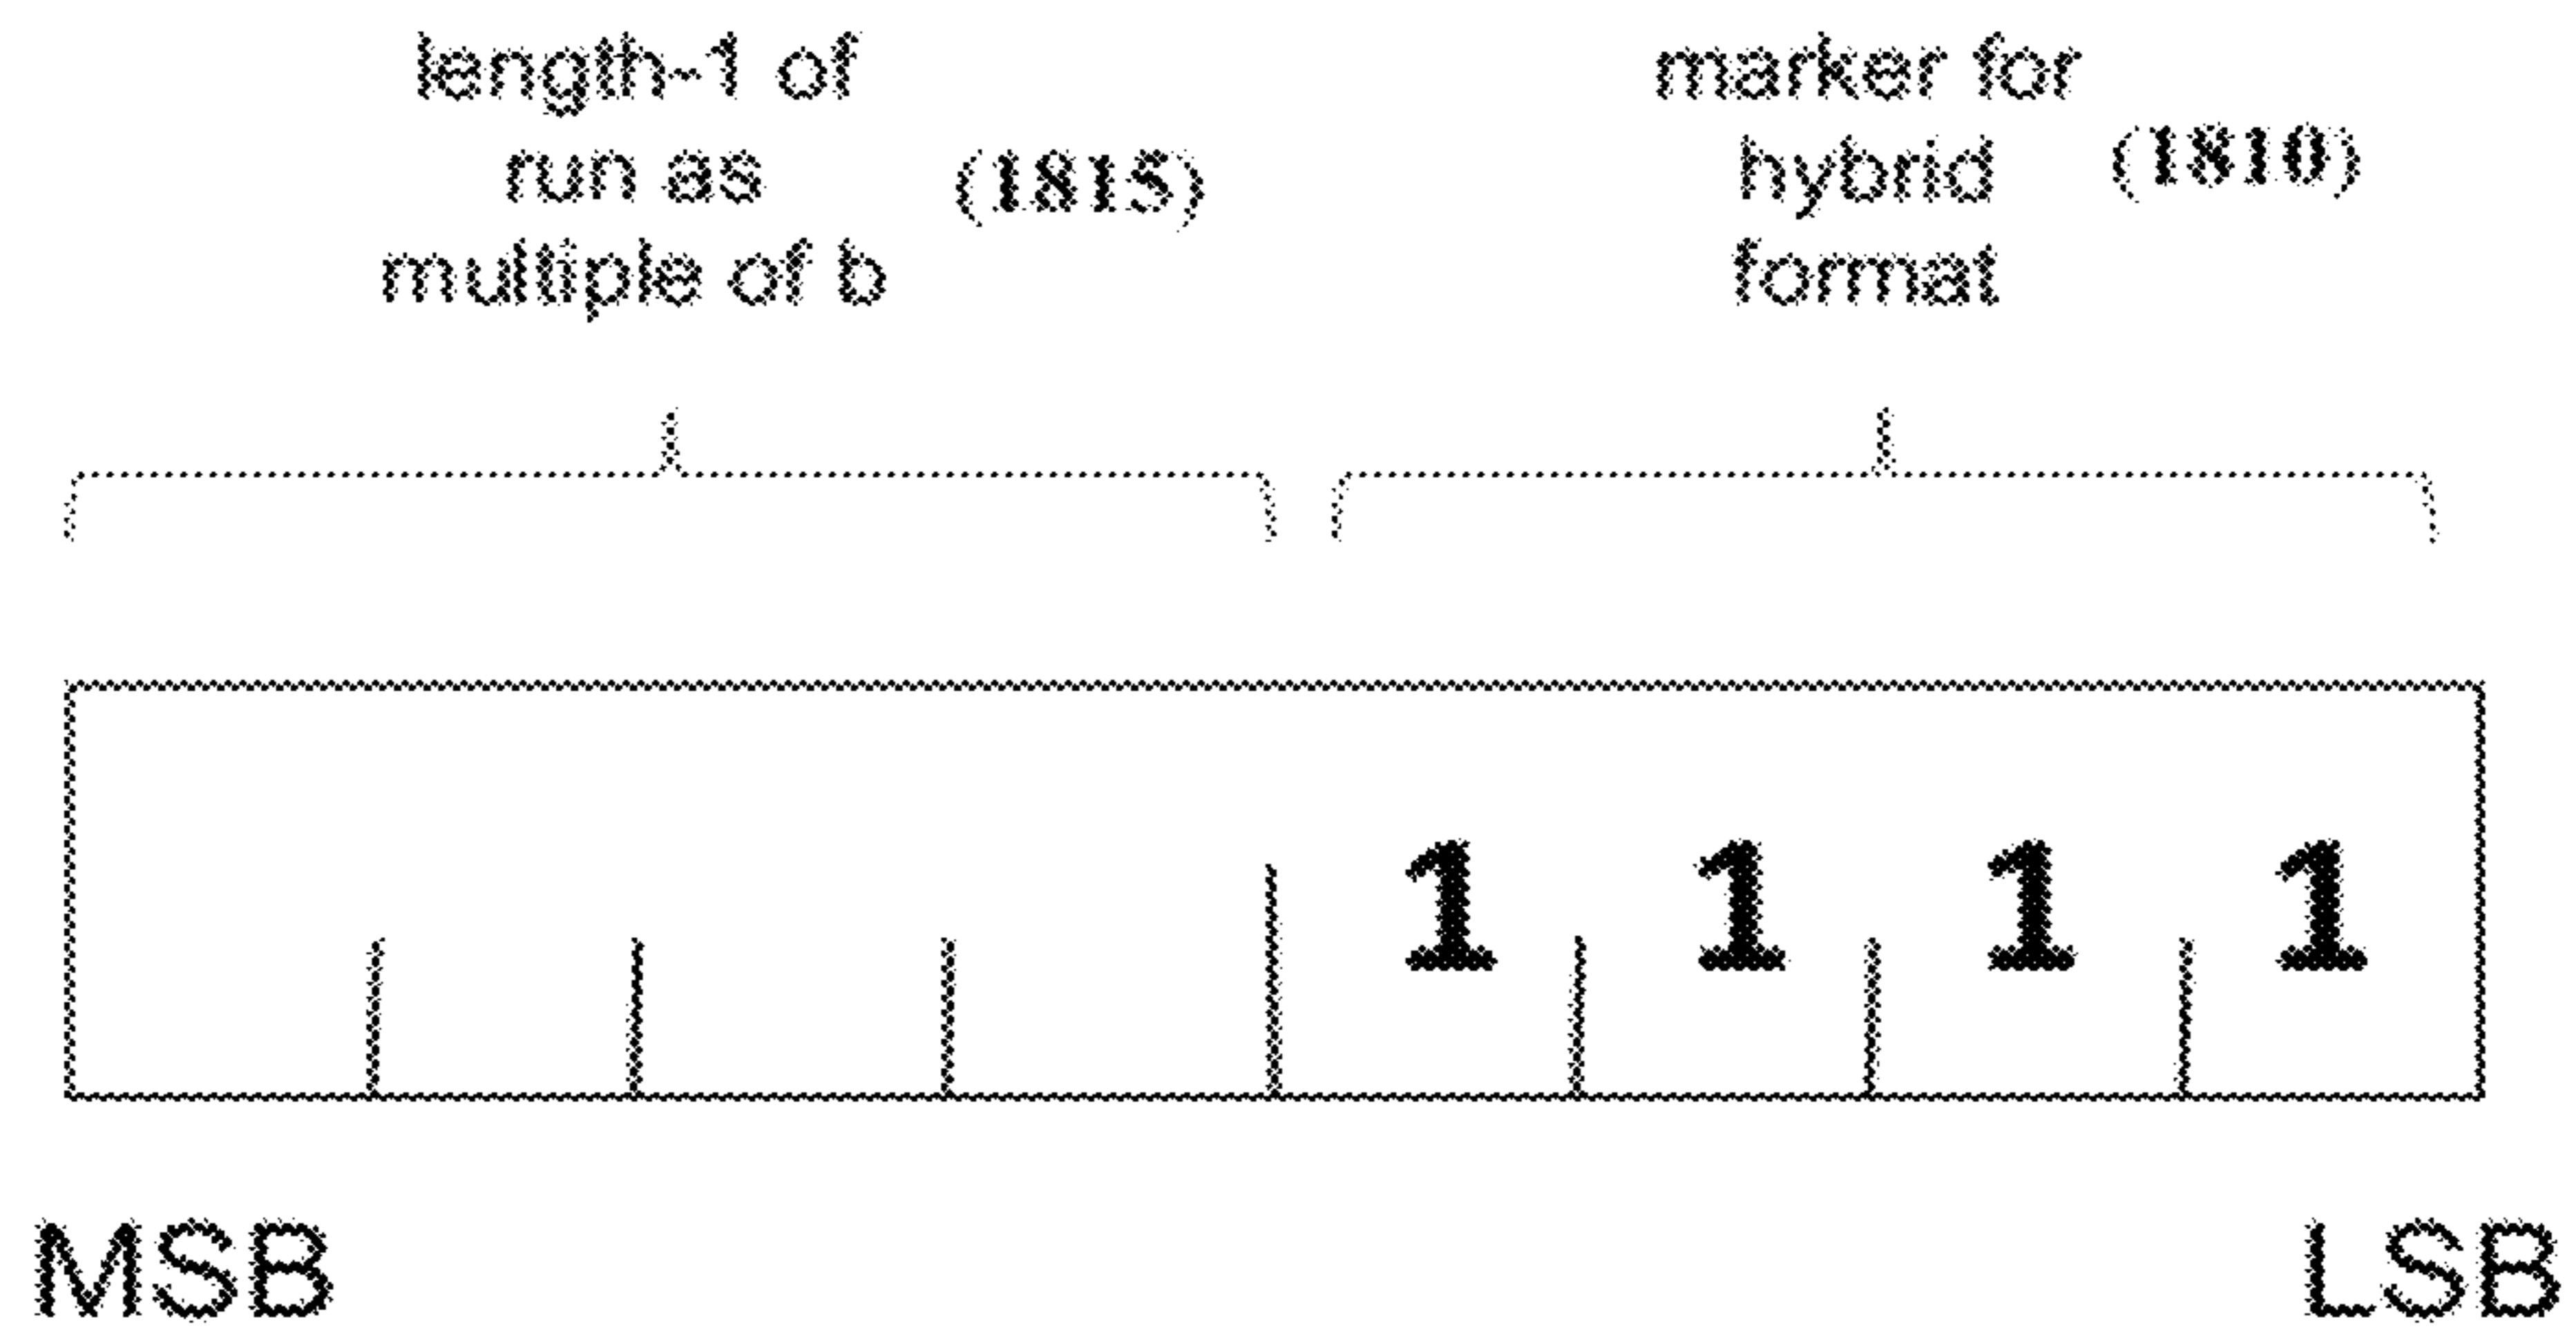 length-1 of
run as (1815)
multiple of b
marker for
hybrid (1810)
format
1 1 1 1
MSB LSB